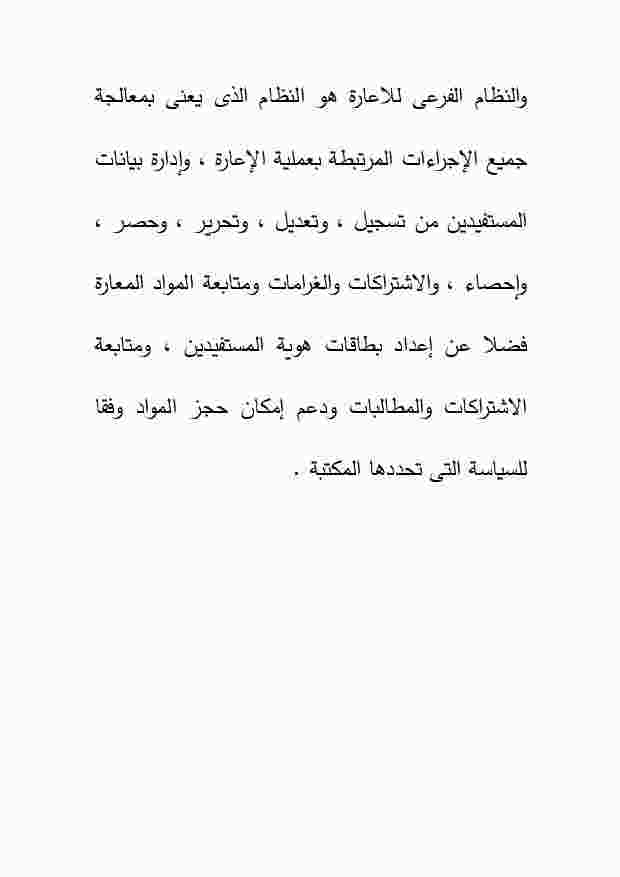 والنظام الفرعى للاعارة هو النظام الذى يعنى بمعالجة
جميع الإجراءات المرتبطة بعملية الإعارة ، وإدارة بيانات
المستفيدين من تسجيل ، وتعديل ، وتحرير ، وحصر ،
وإحصاء ، والاشتراكات والغرامات ومتابعة المواد المعارة
فضلا عن إعداد بطاقات هوية المستفيدين ، ومتابعة
الاشتراكات والمطالبات ودعم إمكان حجز المواد وفقا
للسياسة التى تحددها المكتبة .